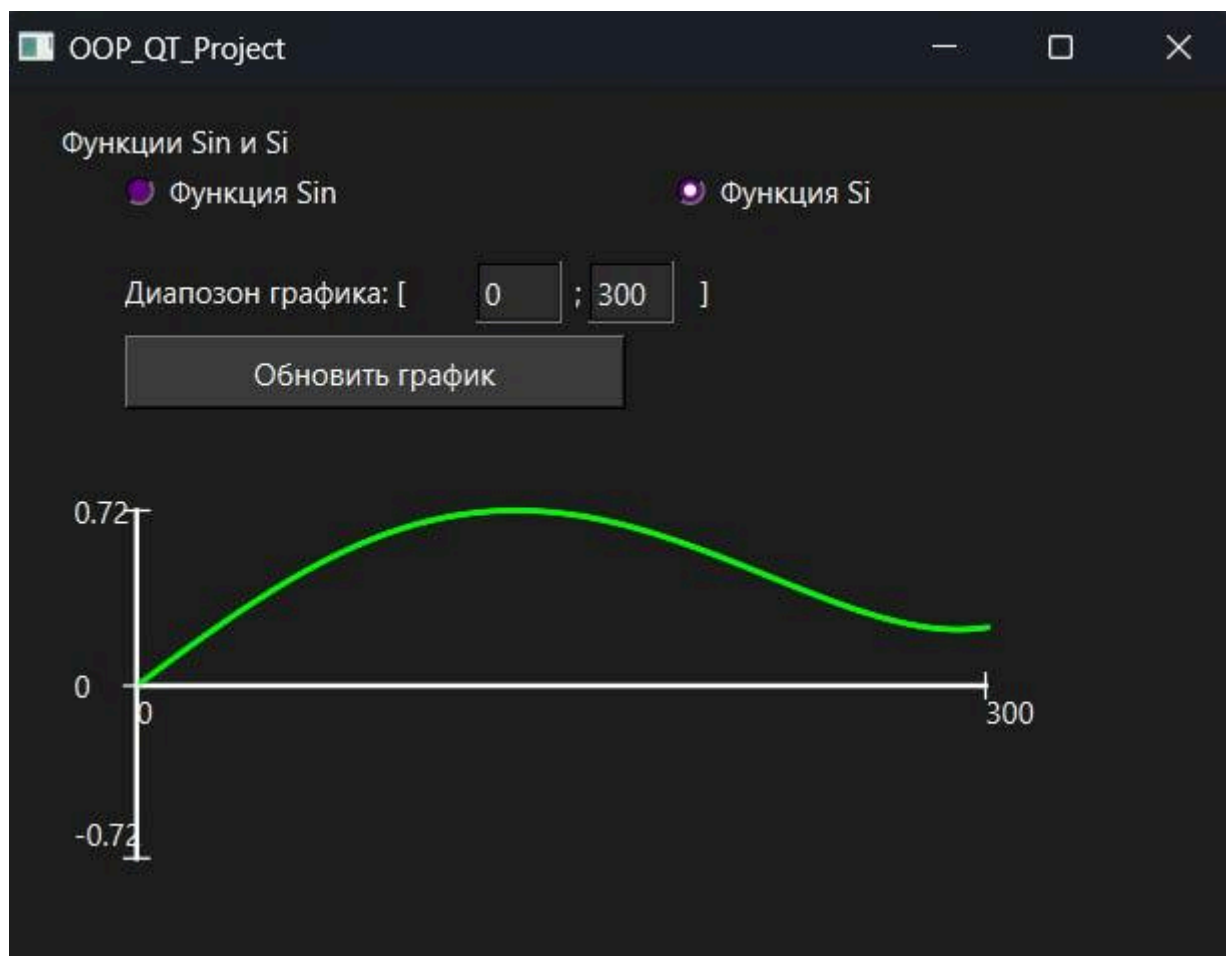 OOP_QT_Project
Функции Sin и Si
Функция Sin Функция Si
Диапозон графика: [ 0 ; 300 ]
Обновить график
0.72
0
0 300
-0.72